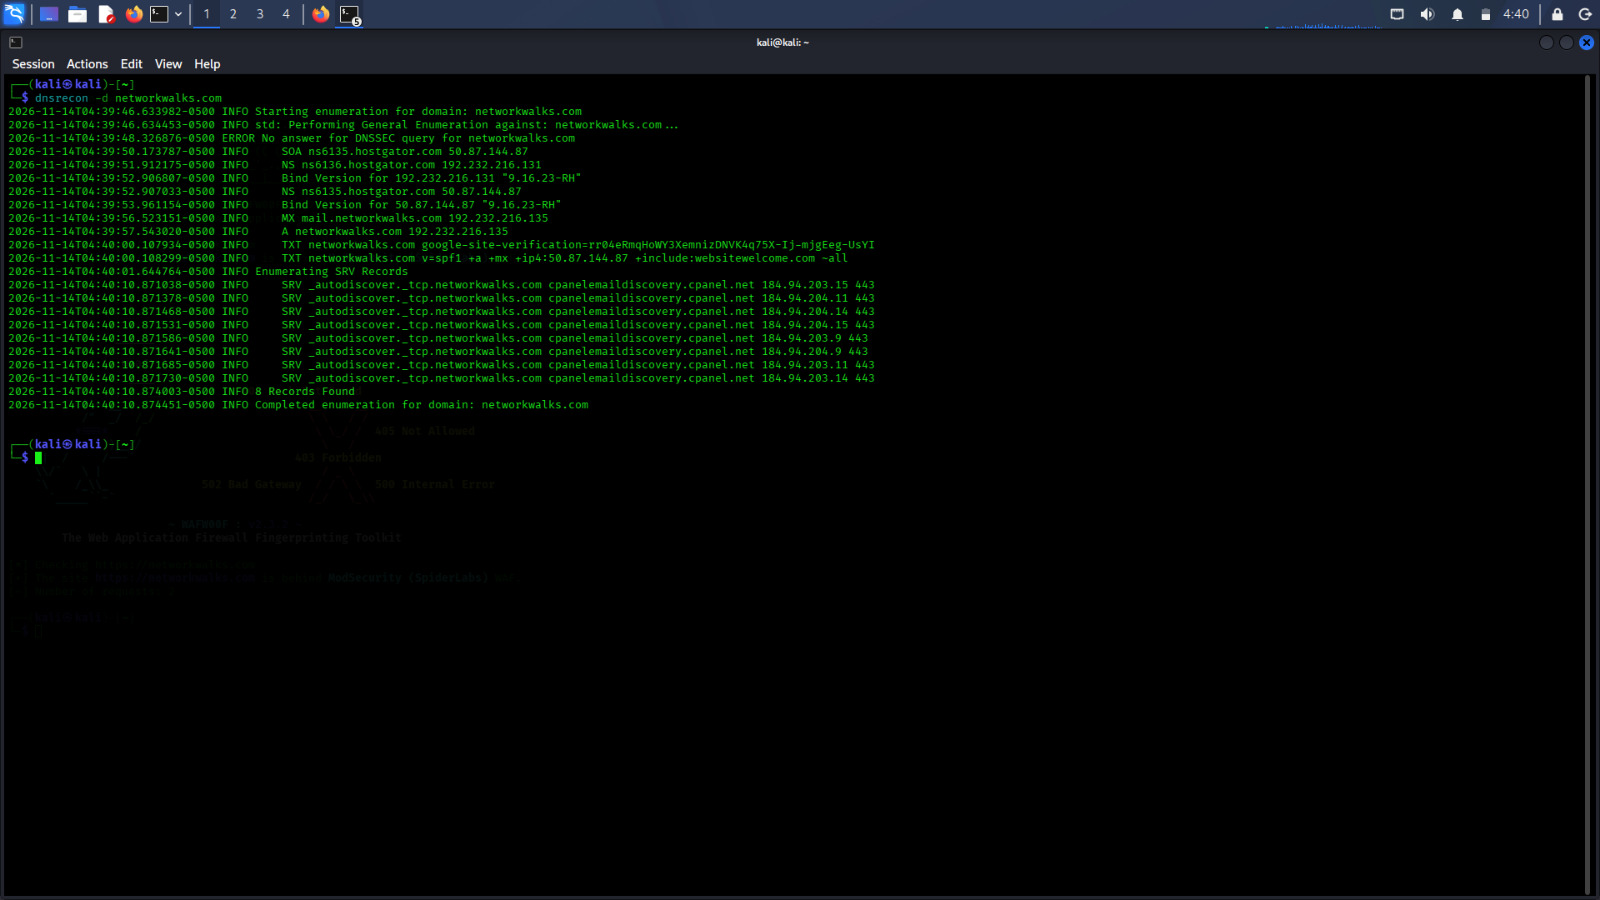 1 2 3 4 5 4:40
kali@kali: ~
Session Actions Edit View Help
(kali㉿kali)-[~]
$ dnsrecon -d networkwalks.com
2026-11-14T04:39:46.633982-0500 INFO Starting enumeration for domain: networkwalks.com
2026-11-14T04:39:46.634453-0500 INFO std: Performing General Enumeration against: networkwalks.com...
2026-11-14T04:39:48.326876-0500 ERROR No answer for DNSSEC query for networkwalks.com
2026-11-14T04:39:50.173787-0500 INFO SOA ns6135.hostgator.com 50.87.144.87
2026-11-14T04:39:51.912175-0500 INFO NS ns6136.hostgator.com 192.232.216.131
2026-11-14T04:39:52.906807-0500 INFO Bind Version for 192.232.216.131 "9.16.23-RH"
2026-11-14T04:39:52.907033-0500 INFO NS ns6135.hostgator.com 50.87.144.87
2026-11-14T04:39:53.961154-0500 INFO Bind Version for 50.87.144.87 "9.16.23-RH"
2026-11-14T04:39:56.523151-0500 INFO MX mail.networkwalks.com 192.232.216.135
2026-11-14T04:39:57.543020-0500 INFO A networkwalks.com 192.232.216.135
2026-11-14T04:40:00.107934-0500 INFO TXT networkwalks.com google-site-verification=rr04eRmqHoWY3XemnizDNVK4q75X-Ij-mjgEeg-UsYI
2026-11-14T04:40:00.108299-0500 INFO TXT networkwalks.com v=spf1 +a +mx +ip4:50.87.144.87 +include:websitewelcome.com ~all
2026-11-14T04:40:01.644764-0500 INFO Enumerating SRV Records
2026-11-14T04:40:10.871038-0500 INFO SRV _autodiscover._tcp.networkwalks.com cpanelemaildiscovery.cpanel.net 184.94.203.15 443
2026-11-14T04:40:10.871378-0500 INFO SRV _autodiscover._tcp.networkwalks.com cpanelemaildiscovery.cpanel.net 184.94.204.11 443
2026-11-14T04:40:10.871468-0500 INFO SRV _autodiscover._tcp.networkwalks.com cpanelemaildiscovery.cpanel.net 184.94.204.14 443
2026-11-14T04:40:10.871531-0500 INFO SRV _autodiscover._tcp.networkwalks.com cpanelemaildiscovery.cpanel.net 184.94.204.15 443
2026-11-14T04:40:10.871586-0500 INFO SRV _autodiscover._tcp.networkwalks.com cpanelemaildiscovery.cpanel.net 184.94.203.9 443
2026-11-14T04:40:10.871641-0500 INFO SRV _autodiscover._tcp.networkwalks.com cpanelemaildiscovery.cpanel.net 184.94.204.9 443
2026-11-14T04:40:10.871685-0500 INFO SRV _autodiscover._tcp.networkwalks.com cpanelemaildiscovery.cpanel.net 184.94.203.11 443
2026-11-14T04:40:10.871730-0500 INFO SRV _autodiscover._tcp.networkwalks.com cpanelemaildiscovery.cpanel.net 184.94.203.14 443
2026-11-14T04:40:10.874003-0500 INFO 8 Records Found
2026-11-14T04:40:10.874451-0500 INFO Completed enumeration for domain: networkwalks.com
405 Not Allowed
(kali㉿kali)-[~]
$
403 Forbidden
502 Bad Gateway 500 Internal Error
The Web Application Firewall Fingerprinting Toolkit
ModSecurity (SpiderLabs)